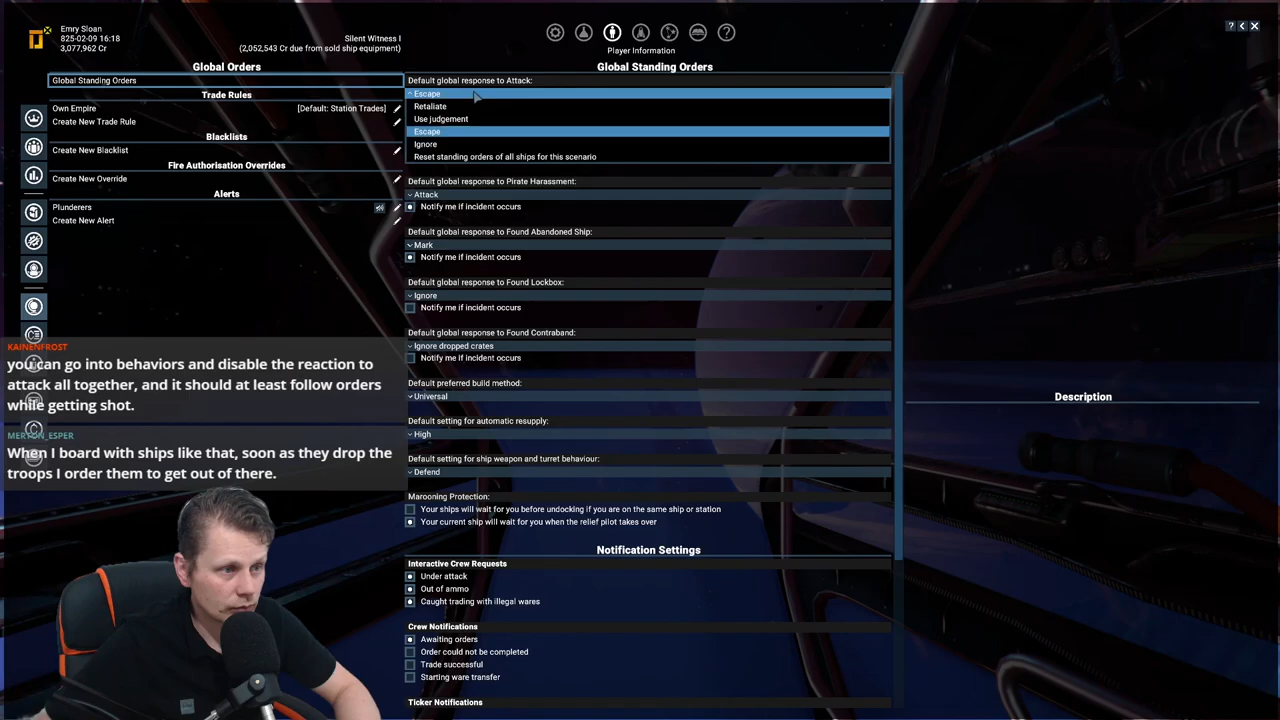 Emry Sloan
825-02-09 16:18
3,077,962 Cr
Silent Witness I
(2,052,543 Cr due from sold ship equipment)
Player Information
Global Orders
Global Standing Orders
Trade Rules
Own Empire [Default: Station Trades]
Create New Trade Rule
Blacklists
Create New Blacklist
Fire Authorisation Overrides
Create New Override
Alerts
Plunderers
Create New Alert
Global Standing Orders
Default global response to Attack:
Escape
Retaliate
Use judgement
Escape
Ignore
Reset standing orders of all ships for this scenario
Default global response to Pirate Harassment:
Attack
Notify me if incident occurs
Default global response to Found Abandoned Ship:
Mark
Notify me if incident occurs
Default global response to Found Lockbox:
Ignore
Notify me if incident occurs
Default global response to Found Contraband:
Ignore dropped crates
Notify me if incident occurs
Default preferred build method:
Universal
Default setting for automatic resupply:
High
Default setting for ship weapon and turret behaviour:
Defend
Marooning Protection:
Your ships will wait for you before undocking if you are on the same ship or station
Your current ship will wait for you when the relief pilot takes over
Notification Settings
Interactive Crew Requests
Under attack
Out of ammo
Caught trading with illegal wares
Crew Notifications
Awaiting orders
Order could not be completed
Trade successful
Starting ware transfer
Ticker Notifications
Description
KAINENFROST
you can go into behaviors and disable the reaction to
attack all together, and it should at least follow orders
while getting shot.
MERTON_ESPER
When I board with ships like that, soon as they drop the
troops I order them to get out of there.